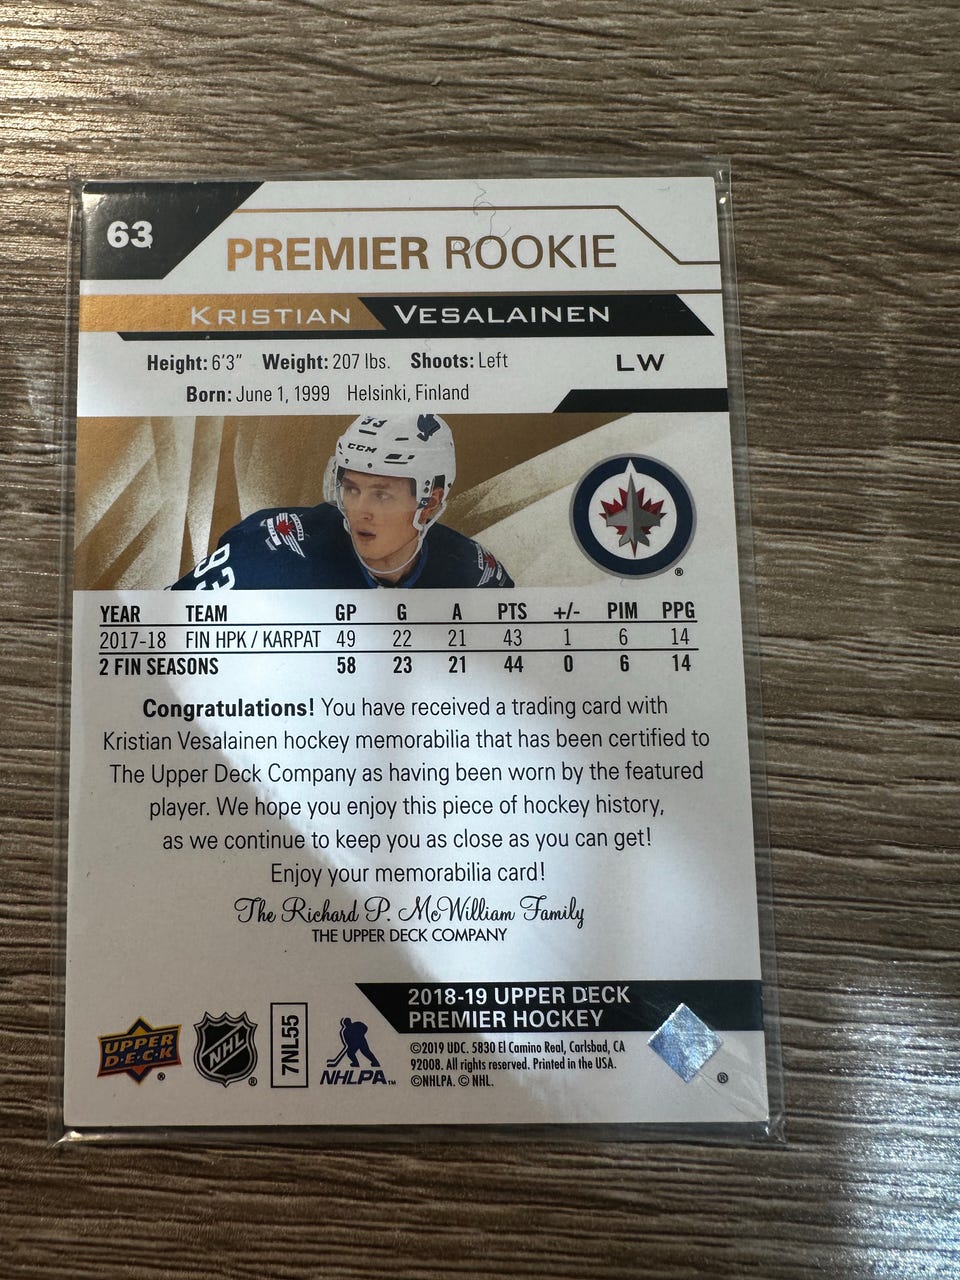 63
PREMIER ROOKIE
KRISTIAN VESALAINEN
Height: 6'3" Weight: 207 lbs. Shoots: Left
LW
Born: June 1, 1999 Helsinki, Finland
33
CCM
39
®
YEAR TEAM GP G A PTS +/- PIM PPG
2017-18 FIN HPK / KARPAT 49 22 21 43 1 6 14
2 FIN SEASONS 58 23 21 44 0 6 14
Congratulations! You have received a trading card with
Kristian Vesalainen hockey memorabilia that has been certified to
The Upper Deck Company as having been worn by the featured
player. We hope you enjoy this piece of hockey history,
as we continue to keep you as close as you can get!
Enjoy your memorabilia card!
The Richard P. McWilliam Family
THE UPPER DECK COMPANY
2018-19 UPPER DECK
PREMIER HOCKEY
UPPER
D·E·C·K ®
NHL ®
7NL55
NHLPA™
©2019 UDC. 5830 El Camino Real, Carlsbad, CA
92008. All rights reserved. Printed in the USA.
©NHLPA. © NHL.
®